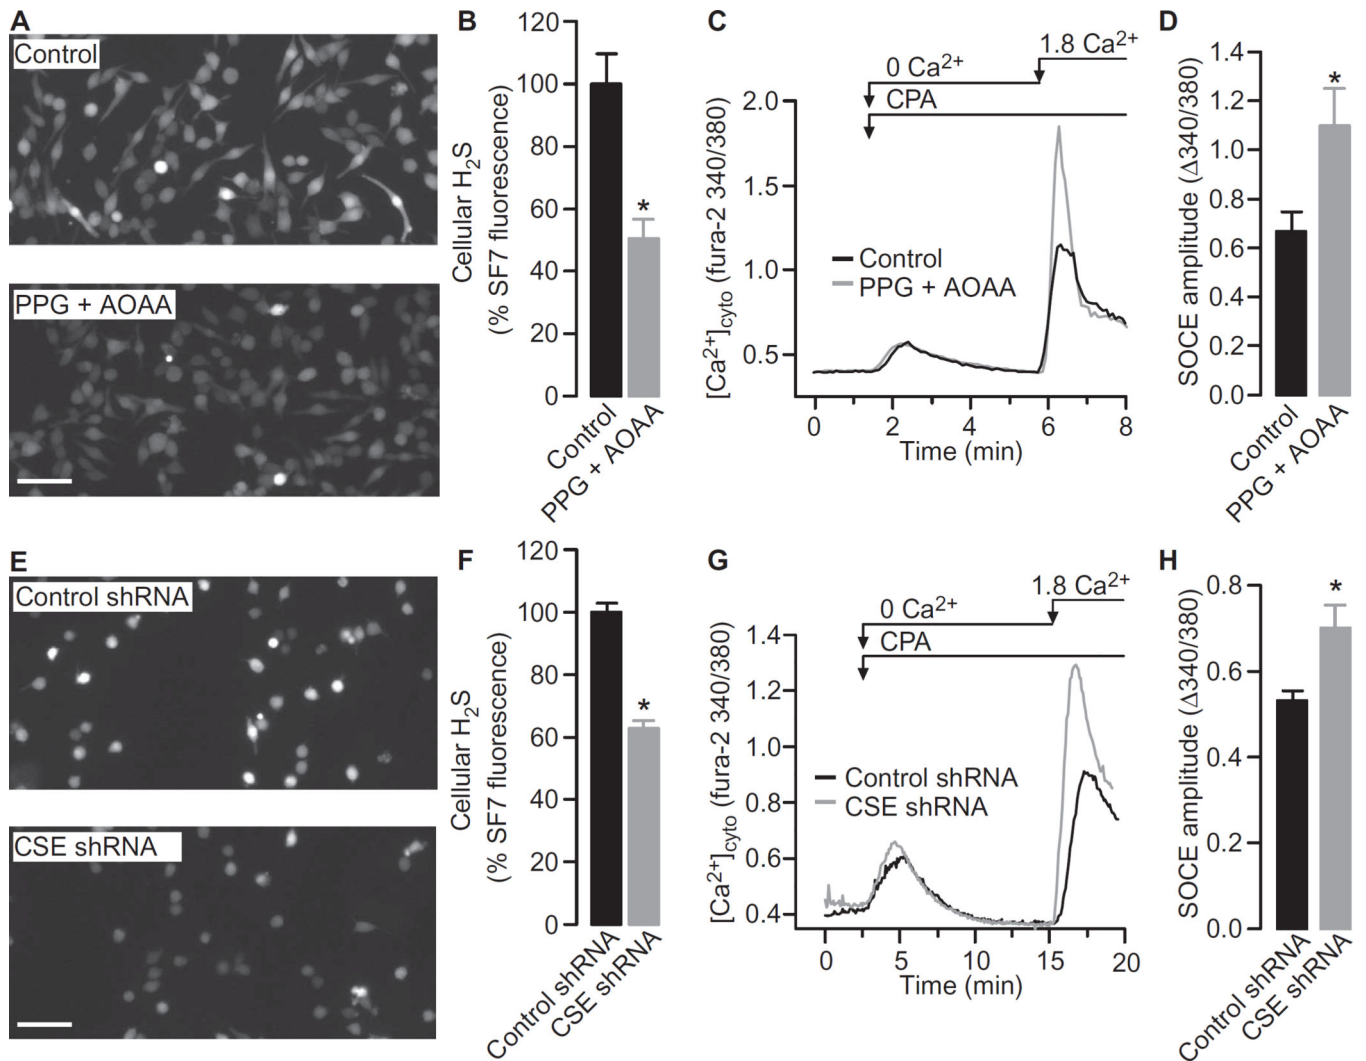 A
Control
PPG + AOAA
B
Cellular H2S
(% SF7 fluorescence)
120
100
80
60
40
20
0
*
Control
PPG + AOAA
C
1.8 Ca2+
0 Ca2+
CPA
[Ca2+]cyto (fura-2 340/380)
2.0
1.5
1.0
0.5
Control
PPG + AOAA
0 2 4 6 8
Time (min)
D
SOCE amplitude (Δ340/380)
1.4
1.2
1.0
0.8
0.6
0.4
0.2
0.0
*
Control
PPG + AOAA
E
Control shRNA
CSE shRNA
F
Cellular H2S
(% SF7 fluorescence)
120
100
80
60
40
20
0
*
Control shRNA
CSE shRNA
G
1.8 Ca2+
0 Ca2+
CPA
[Ca2+]cyto (fura-2 340/380)
1.4
1.2
1.0
0.8
0.6
0.4
Control shRNA
CSE shRNA
0 5 10 15 20
Time (min)
H
SOCE amplitude (Δ340/380)
0.8
0.6
0.4
0.2
0.0
*
Control shRNA
CSE shRNA